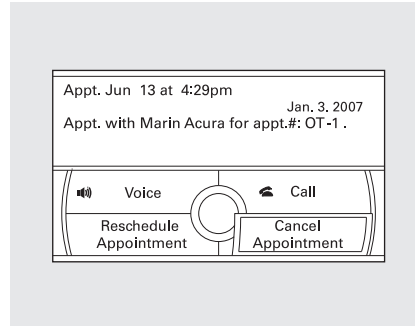 Appt. Jun 13 at 4:29pm
Jan. 3. 2007
Appt. with Marin Acura for appt.#: OT-1 .
Voice
Call
Reschedule
Appointment
Cancel
Appointment